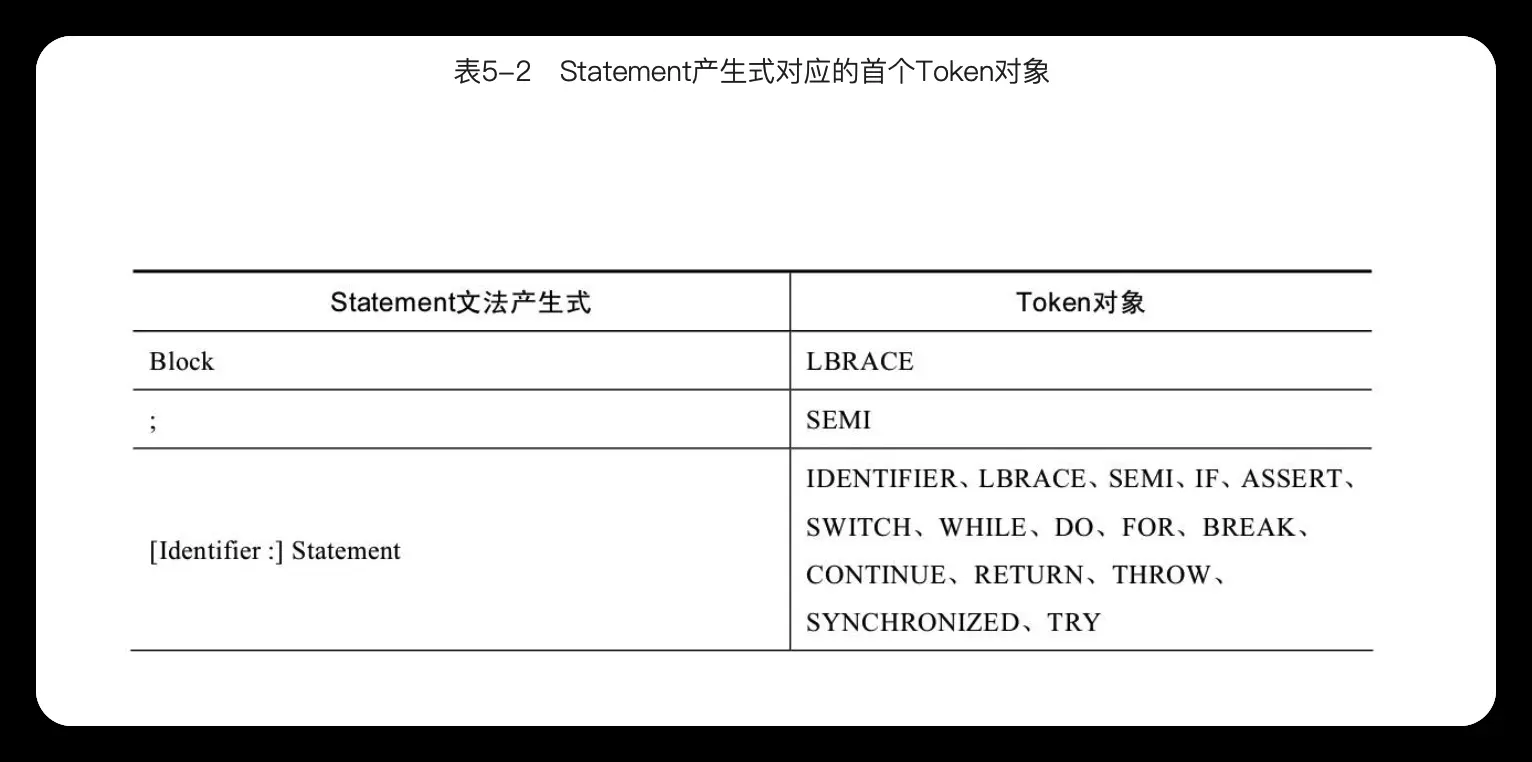 表5-2 Statement产生式对应的首个Token对象
Statement文法产生式
Token对象
Block
LBRACE
;
SEMI
[Identifier :] Statement
IDENTIFIER、LBRACE、SEMI、IF、ASSERT、
SWITCH、WHILE、DO、FOR、BREAK、
CONTINUE、RETURN、THROW、
SYNCHRONIZED、TRY